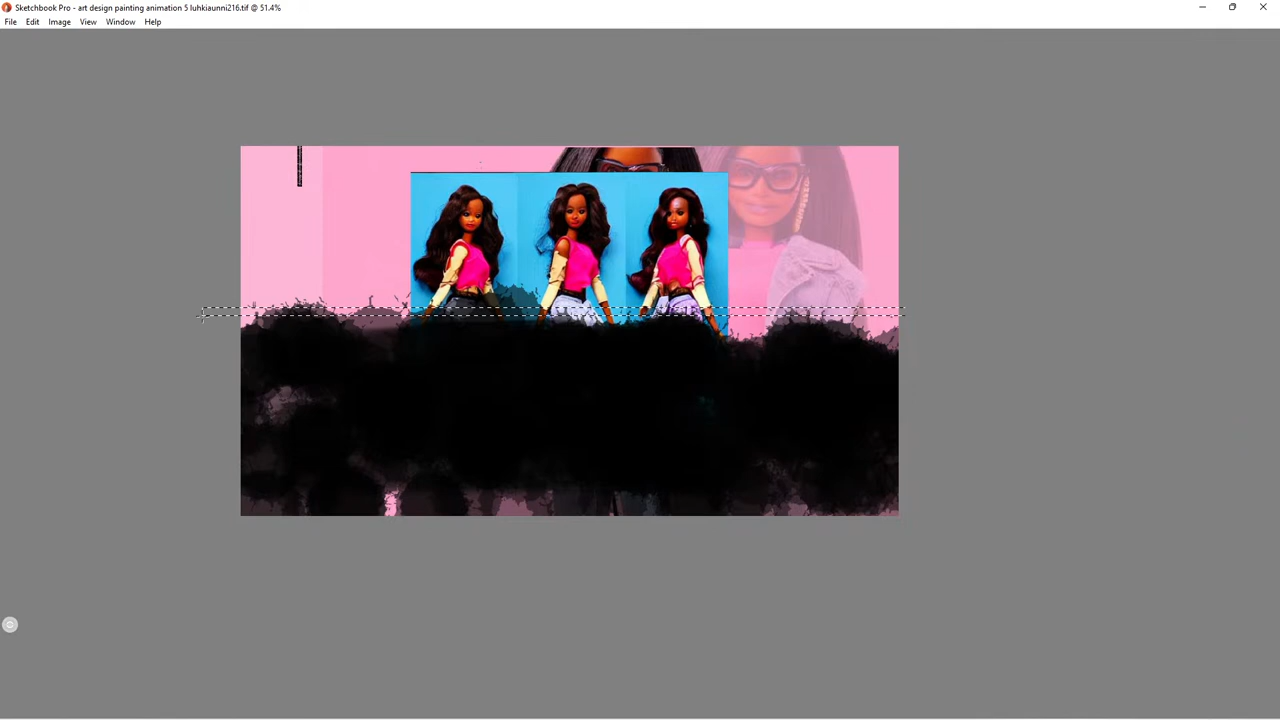 Sketchbook Pro - art design painting animation 5 luhkiaunni216.tif @ 51.4%
File Edit Image View Window Help